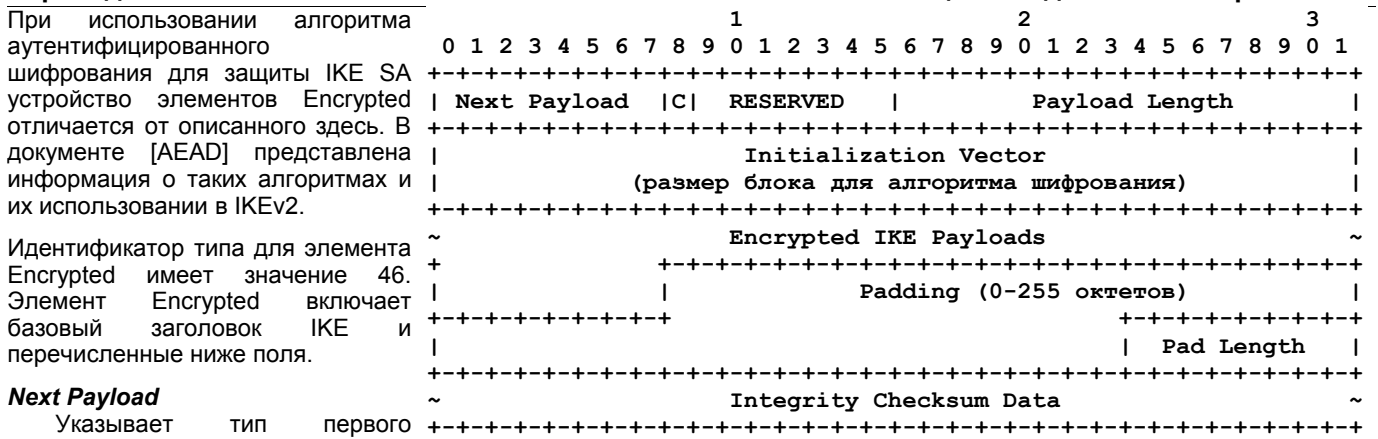 При использовании алгоритма
аутентифицированного
шифрования для защиты IKE SA
устройство элементов Encrypted
отличается от описанного здесь. В
документе [AEAD] представлена
информация о таких алгоритмах и
их использовании в IKEv2.
Идентификатор типа для элемента
Encrypted имеет значение 46.
Элемент Encrypted включает
базовый заголовок IKE и
перечисленные ниже поля.
Next Payload
Указывает тип первого
                     1                   2                   3
 0 1 2 3 4 5 6 7 8 9 0 1 2 3 4 5 6 7 8 9 0 1 2 3 4 5 6 7 8 9 0 1
+-+-+-+-+-+-+-+-+-+-+-+-+-+-+-+-+-+-+-+-+-+-+-+-+-+-+-+-+-+-+-+-+
| Next Payload  |C|  RESERVED   |         Payload Length        |
+-+-+-+-+-+-+-+-+-+-+-+-+-+-+-+-+-+-+-+-+-+-+-+-+-+-+-+-+-+-+-+-+
|                     Initialization Vector                     |
|             (размер блока для алгоритма шифрования)           |
+-+-+-+-+-+-+-+-+-+-+-+-+-+-+-+-+-+-+-+-+-+-+-+-+-+-+-+-+-+-+-+-+
~                    Encrypted IKE Payloads                     ~
+               +-+-+-+-+-+-+-+-+-+-+-+-+-+-+-+-+-+-+-+-+-+-+-+-+
|               |             Padding (0-255 октетов)           |
+-+-+-+-+-+-+-+-+                               +-+-+-+-+-+-+-+-+
|                                               |  Pad Length   |
+-+-+-+-+-+-+-+-+-+-+-+-+-+-+-+-+-+-+-+-+-+-+-+-+-+-+-+-+-+-+-+-+
~                    Integrity Checksum Data                    ~
+-+-+-+-+-+-+-+-+-+-+-+-+-+-+-+-+-+-+-+-+-+-+-+-+-+-+-+-+-+-+-+-+